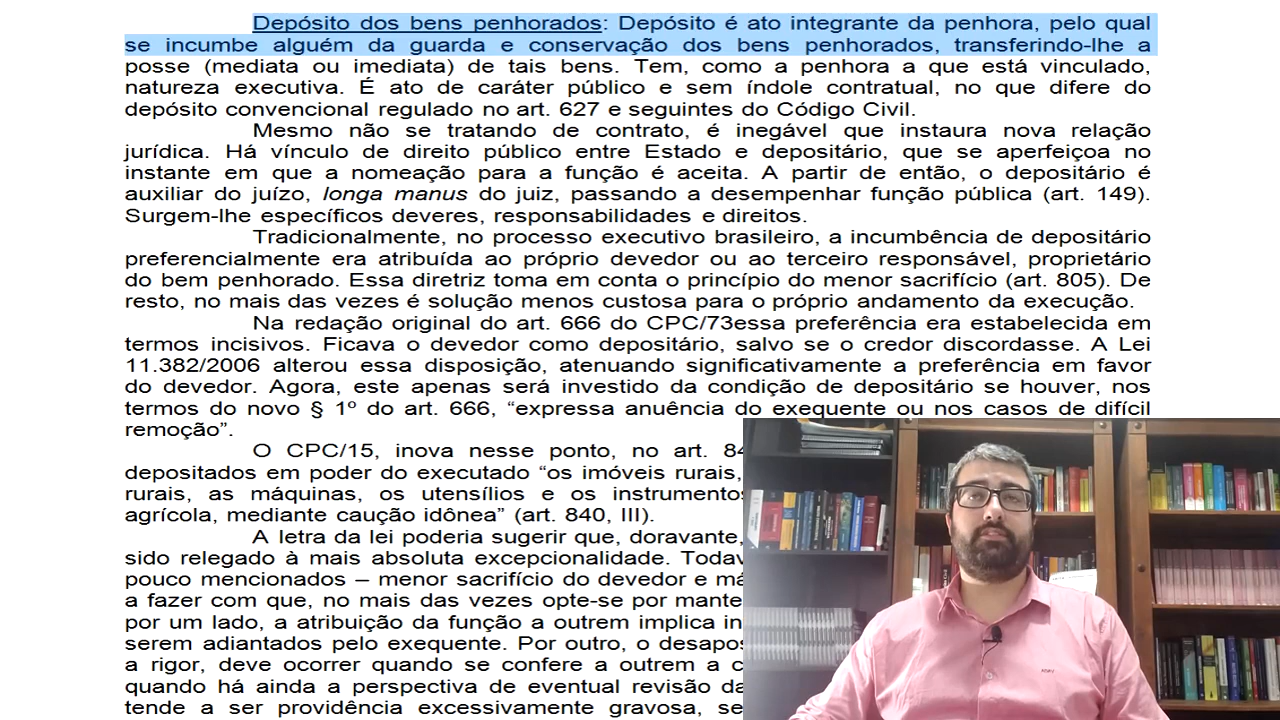 Depósito dos bens penhorados: Depósito é ato integrante da penhora, pelo qual
se incumbe alguém da guarda e conservação dos bens penhorados, transferindo-lhe a
posse (mediata ou imediata) de tais bens. Tem, como a penhora a que está vinculado,
natureza executiva. É ato de caráter público e sem índole contratual, no que difere do
depósito convencional regulado no art. 627 e seguintes do Código Civil.
Mesmo não se tratando de contrato, é inegável que instaura nova relação
jurídica. Há vínculo de direito público entre Estado e depositário, que se aperfeiçoa no
instante em que a nomeação para a função é aceita. A partir de então, o depositário é
auxiliar do juízo, longa manus do juiz, passando a desempenhar função pública (art. 149).
Surgem-lhe específicos deveres, responsabilidades e direitos.
Tradicionalmente, no processo executivo brasileiro, a incumbência de depositário
preferencialmente era atribuída ao próprio devedor ou ao terceiro responsável, proprietário
do bem penhorado. Essa diretriz toma em conta o princípio do menor sacrifício (art. 805). De
resto, no mais das vezes é solução menos custosa para o próprio andamento da execução.
Na redação original do art. 666 do CPC/73essa preferência era estabelecida em
termos incisivos. Ficava o devedor como depositário, salvo se o credor discordasse. A Lei
11.382/2006 alterou essa disposição, atenuando significativamente a preferência em favor
do devedor. Agora, este apenas será investido da condição de depositário se houver, nos
termos do novo § 1º do art. 666, “expressa anuência do exequente ou nos casos de difícil
remoção”.
O CPC/15, inova nesse ponto, no art. 84
depositados em poder do executado “os imóveis rurais,
rurais, as máquinas, os utensílios e os instrumentos
agrícola, mediante caução idônea” (art. 840, III).
A letra da lei poderia sugerir que, doravante,
sido relegado à mais absoluta excepcionalidade. Todav
pouco mencionados – menor sacrifício do devedor e má
a fazer com que, no mais das vezes opte-se por mante
por um lado, a atribuição da função a outrem implica in
serem adiantados pelo exequente. Por outro, o desapos
a rigor, deve ocorrer quando se confere a outrem a c
quando há ainda a perspectiva de eventual revisão da
tende a ser providência excessivamente gravosa, se